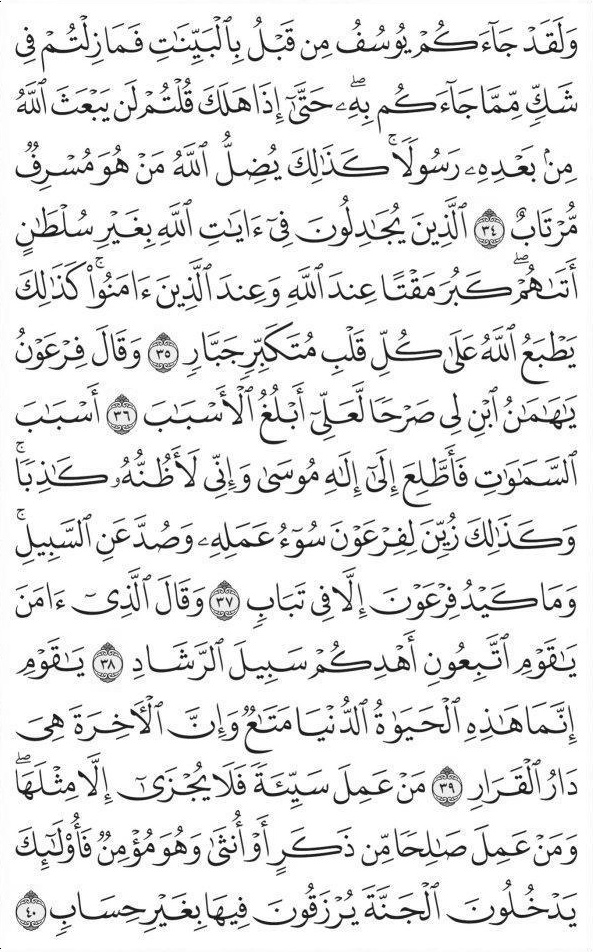 وَلَقَدْ جَآءَكُمْ يُوسُفُ مِن قَبْلُ بِٱلْبَيِّنَٰتِ فَمَا زِلْتُمْ فِى
شَكٍّ مِّمَّا جَآءَكُم بِهِۦۖ حَتَّىٰٓ إِذَا هَلَكَ قُلْتُمْ لَن يَبْعَثَ ٱللَّهُ
مِنۢ بَعْدِهِۦ رَسُولًاۚ كَذَٰلِكَ يُضِلُّ ٱللَّهُ مَنْ هُوَ مُسْرِفٌ
مُّرْتَابٌ ٣٤ ٱلَّذِينَ يُجَٰدِلُونَ فِىٓ ءَايَٰتِ ٱللَّهِ بِغَيْرِ سُلْطَٰنٍ
أَتَىٰهُمْۖ كَبُرَ مَقْتًا عِندَ ٱللَّهِ وَعِندَ ٱلَّذِينَ ءَامَنُوا۟ۚ كَذَٰلِكَ
يَطْبَعُ ٱللَّهُ عَلَىٰ كُلِّ قَلْبِ مُتَكَبِّرٍ جَبَّارٍ ٣٥ وَقَالَ فِرْعَوْنُ
يَٰهَٰمَٰنُ ٱبْنِ لِى صَرْحًا لَّعَلِّىٓ أَبْلُغُ ٱلْأَسْبَٰبَ ٣٦ أَسْبَٰبَ
ٱلسَّمَٰوَٰتِ فَأَطَّلِعَ إِلَىٰٓ إِلَٰهِ مُوسَىٰ وَإِنِّى لَأَظُنُّهُۥ كَٰذِبًاۚ
وَكَذَٰلِكَ زُيِّنَ لِفِرْعَوْنَ سُوٓءُ عَمَلِهِۦ وَصُدَّ عَنِ ٱلسَّبِيلِۚ
وَمَا كَيْدُ فِرْعَوْنَ إِلَّا فِى تَبَابٍ ٣٧ وَقَالَ ٱلَّذِىٓ ءَامَنَ
يَٰقَوْمِ ٱتَّبِعُونِ أَهْدِكُمْ سَبِيلَ ٱلرَّشَادِ ٣٨ يَٰقَوْمِ
إِنَّمَا هَٰذِهِ ٱلْحَيَوٰةُ ٱلدُّنْيَا مَتَٰعٌ وَإِنَّ ٱلْـَٔاخِرَةَ هِىَ
دَارُ ٱلْقَرَارِ ٣٩ مَنْ عَمِلَ سَيِّئَةً فَلَا يُجْزَىٰٓ إِلَّا مِثْلَهَاۖ
وَمَنْ عَمِلَ صَٰلِحًا مِّن ذَكَرٍ أَوْ أُنثَىٰ وَهُوَ مُؤْمِنٌ فَأُو۟لَٰٓئِكَ
يَدْخُلُونَ ٱلْجَنَّةَ يُرْزَقُونَ فِيهَا بِغَيْرِ حِسَابٍ ٤٠